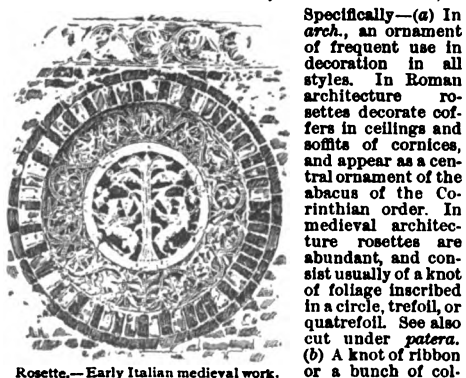 Specifically—(a) In
arch., an ornament
of frequent use in
decoration in all
styles. In Roman
architecture ro-
settes decorate cof-
fers in ceilings and
soffits of cornices,
and appear as a cen-
tral ornament of the
abacus of the Co-
rinthian order. In
medieval architec-
ture rosettes are
abundant, and con-
sist usually of a knot
of foliage inscribed
in a circle, trefoil, or
quatrefoil. See also
cut under patera.
(b) A knot of ribbon
or a bunch of col-
Rosette.—Early Italian medieval work.